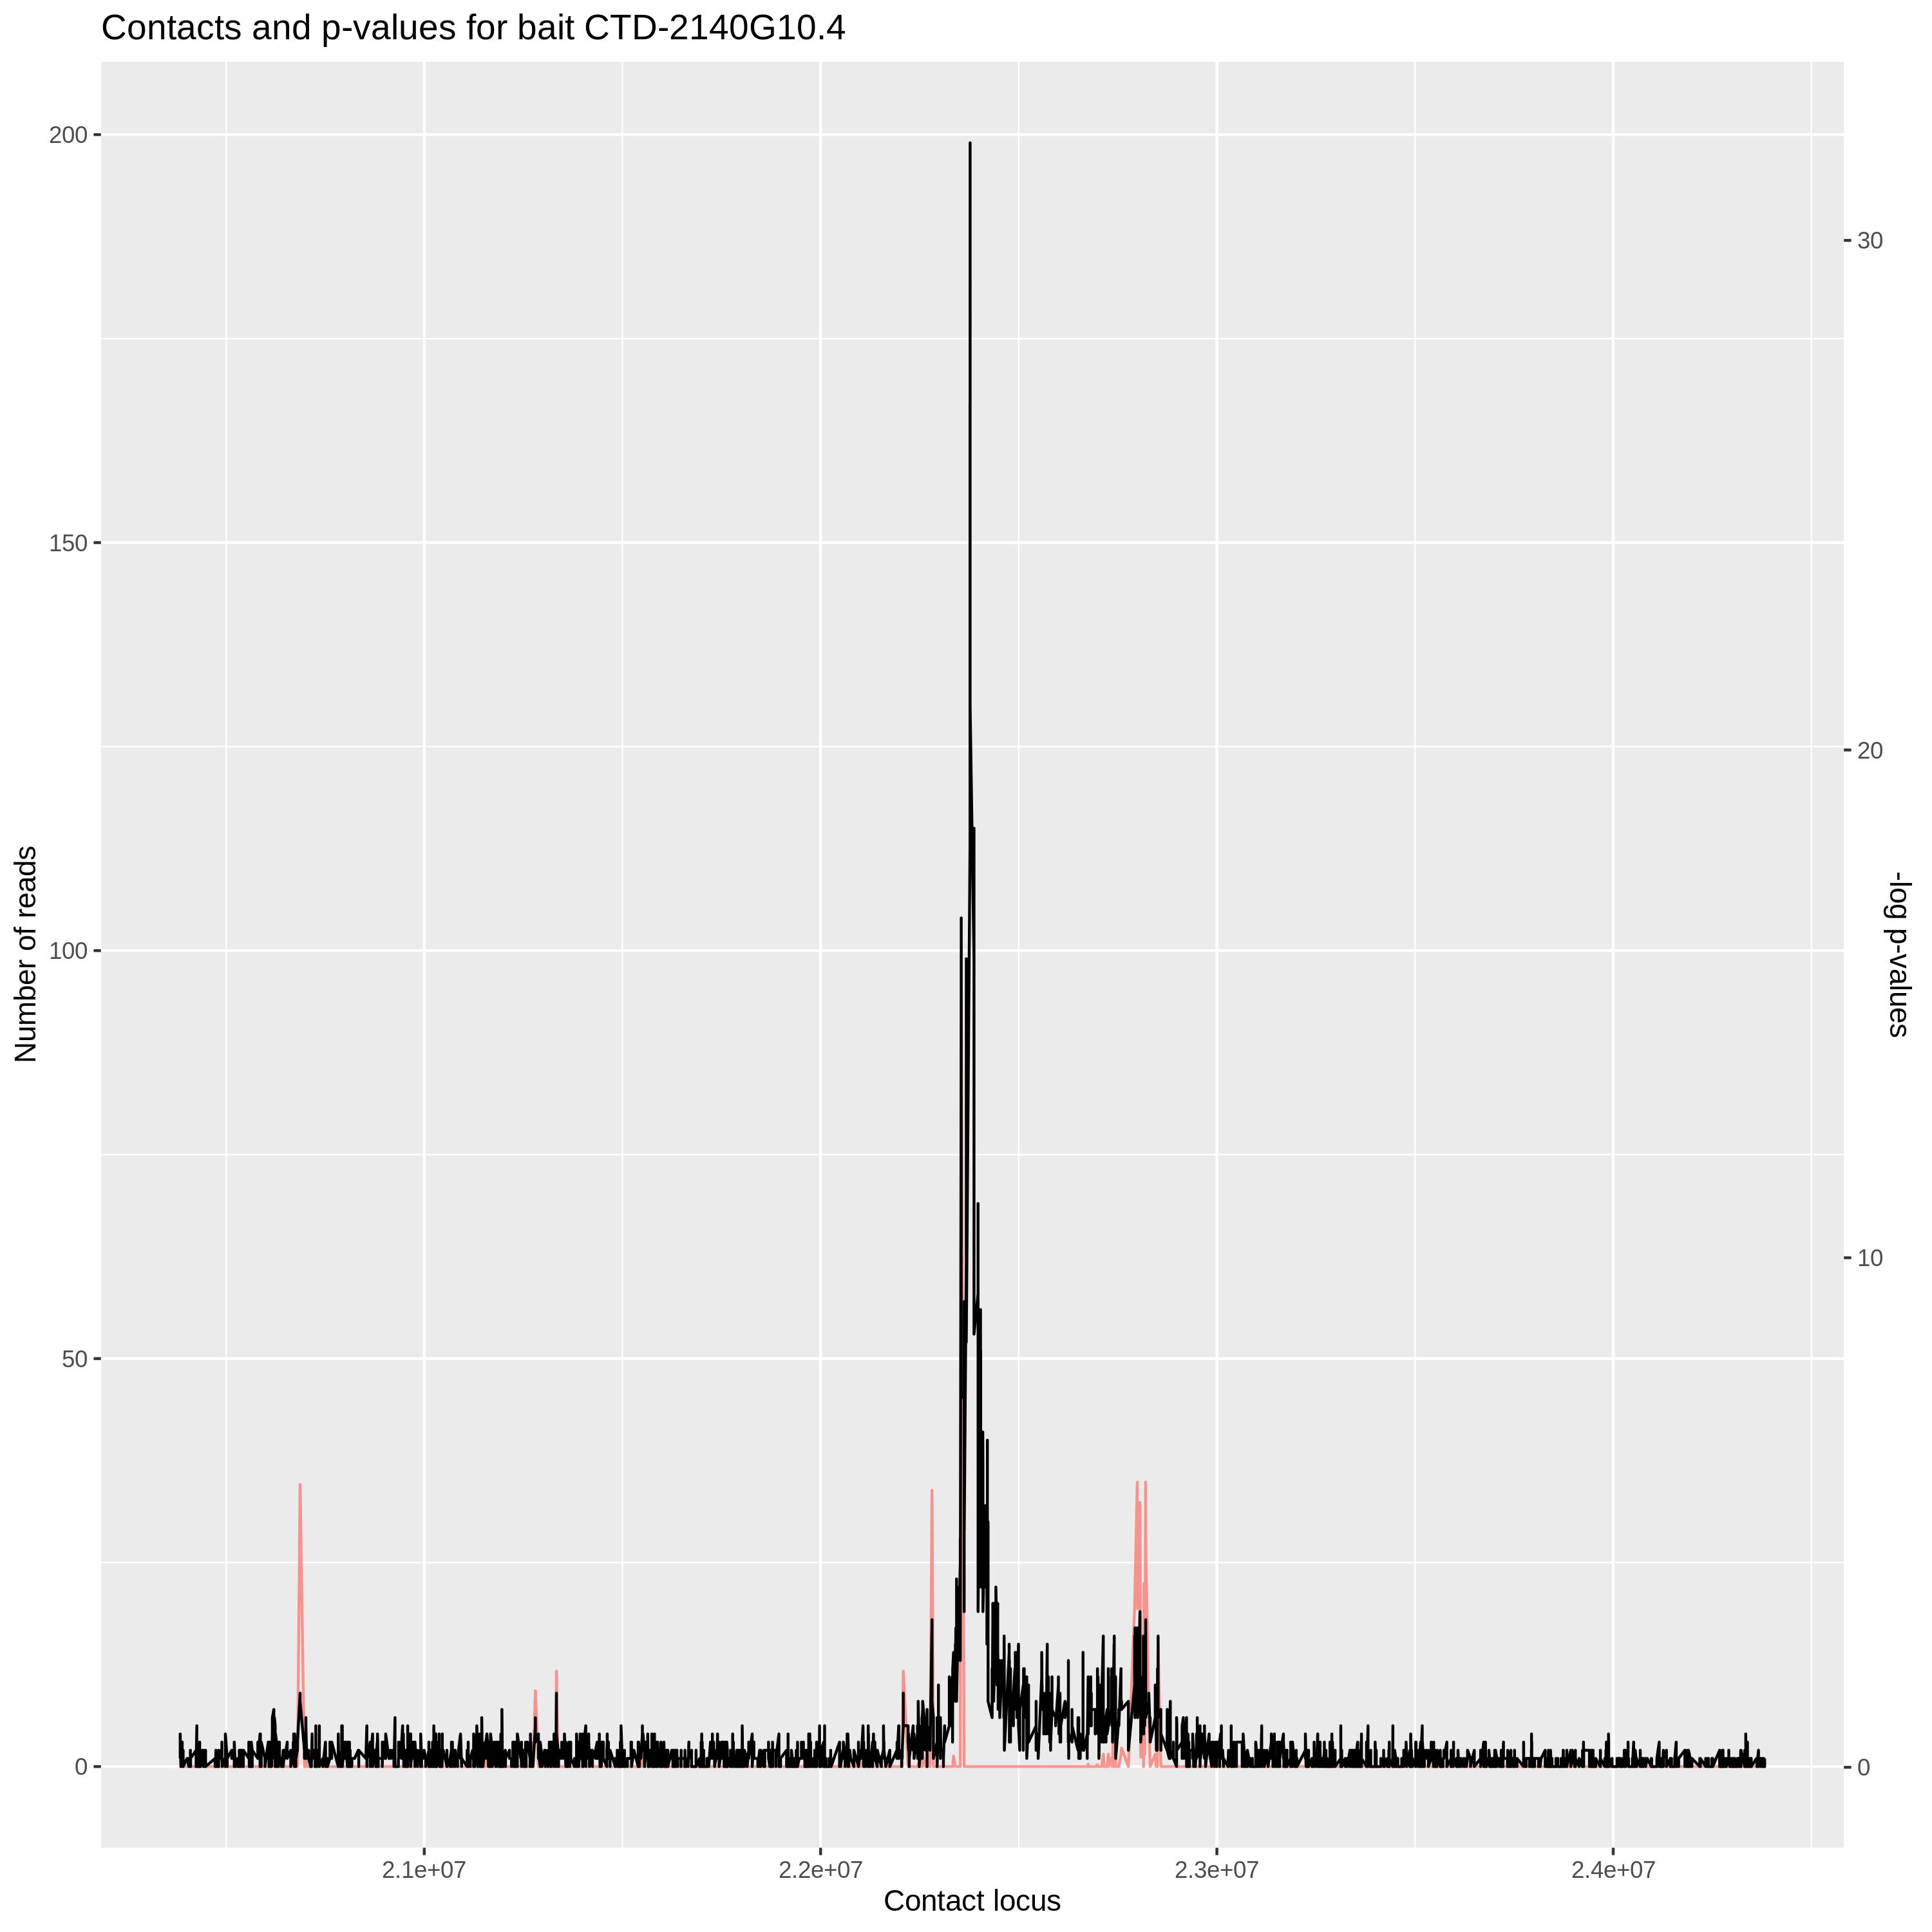 Contacts and p-values for bait CTD-2140G10.4
200
150
100
50
0
Number of reads
30
20
10
0
-log p-values
2.1e+07
2.2e+07
2.3e+07
2.4e+07
Contact locus